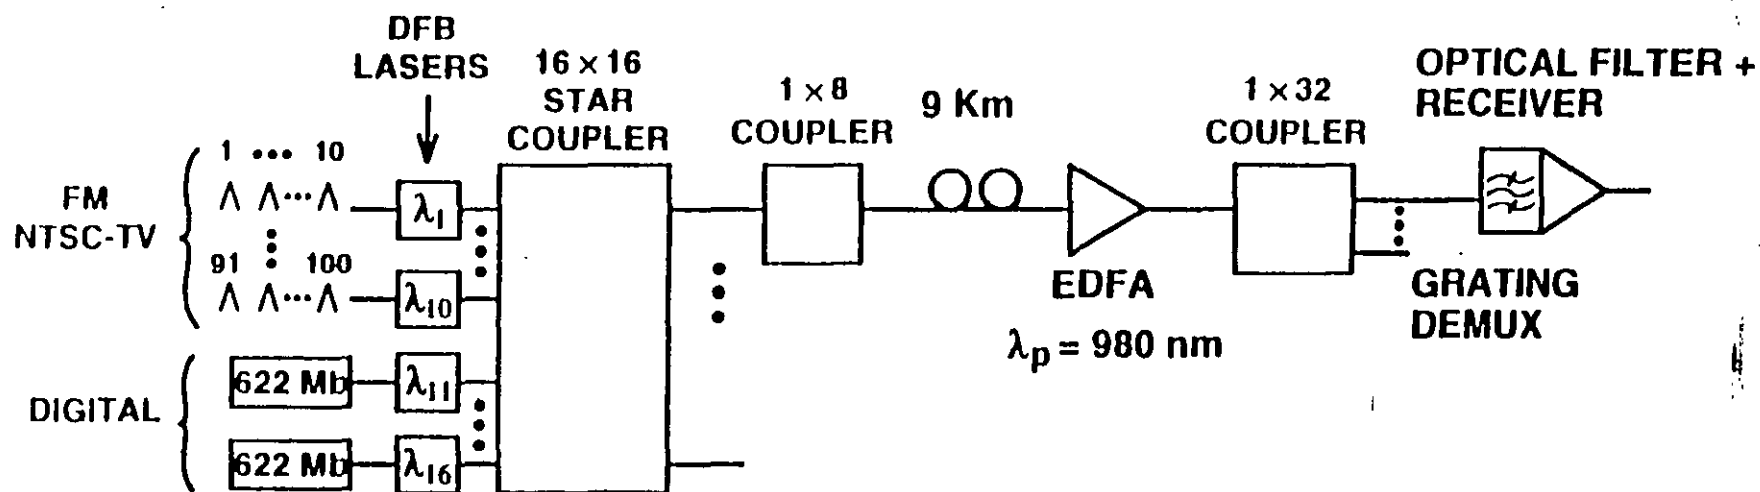 DFB
LASERS
16 × 16
STAR
COUPLER
1 × 8
COUPLER
9 Km
1 × 32
COUPLER
OPTICAL FILTER +
RECEIVER
FM
NTSC-TV
1 ••• 10
Λ Λ ••• Λ
λ1
91 100
Λ Λ ••• Λ
λ10
EDFA
λp = 980 nm
GRATING
DEMUX
DIGITAL
622 Mb
λ11
622 Mb
λ16